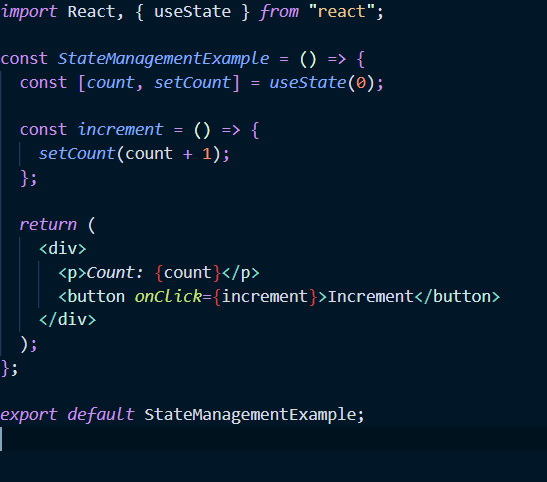 import React, { useState } from "react";
const StateManagementExample = () => {
const [count, setCount] = useState(0);
const increment = () => {
setCount(count + 1);
};
return (
<div>
<p>Count: {count}</p>
<button onClick={increment}>Increment</button>
</div>
);
};
export default StateManagementExample;